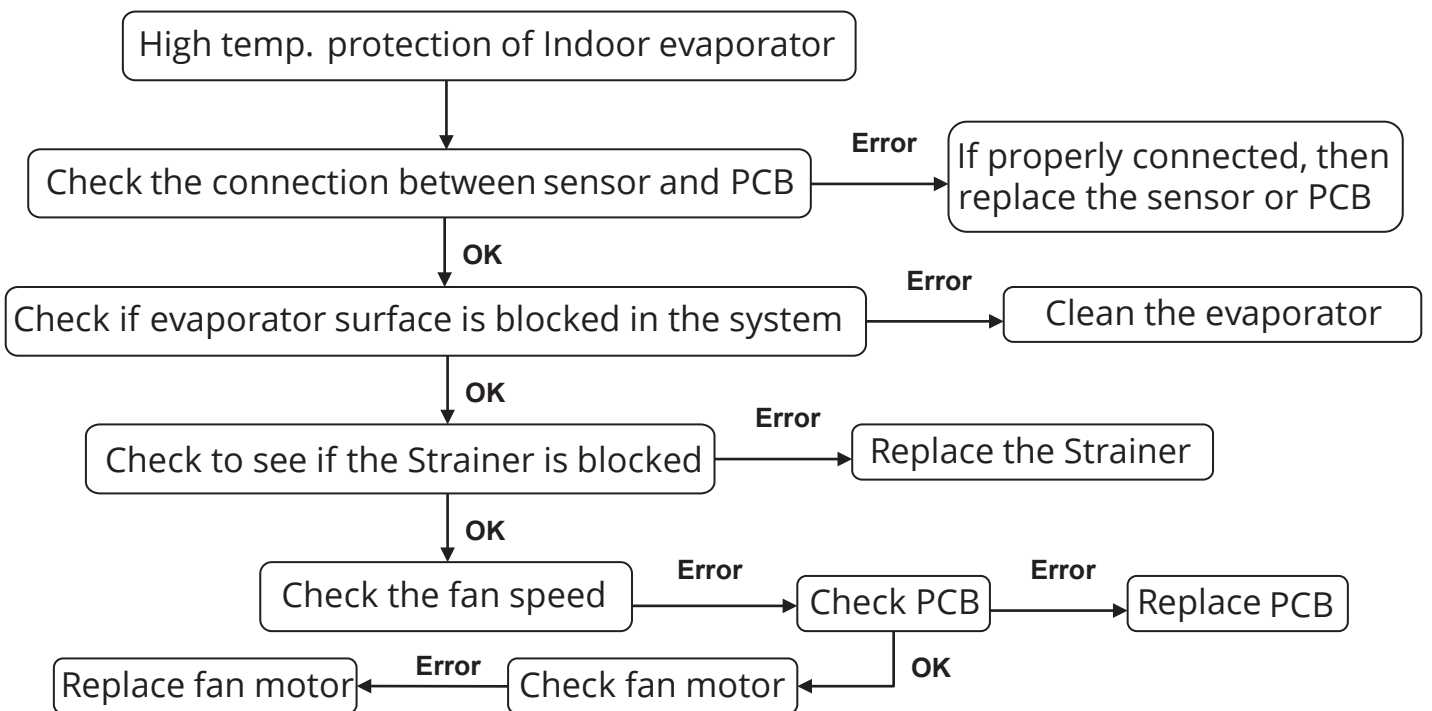 High temp. protection of Indoor evaporator
Error
Check the connection between sensor and PCB
If properly connected, then
replace the sensor or PCB
OK
Error
Check if evaporator surface is blocked in the system
Clean the evaporator
OK
Error
Check to see if the Strainer is blocked
Replace the Strainer
OK
Error
Error
Check the fan speed
Check PCB
Replace PCB
Error
OK
Replace fan motor
Check fan motor